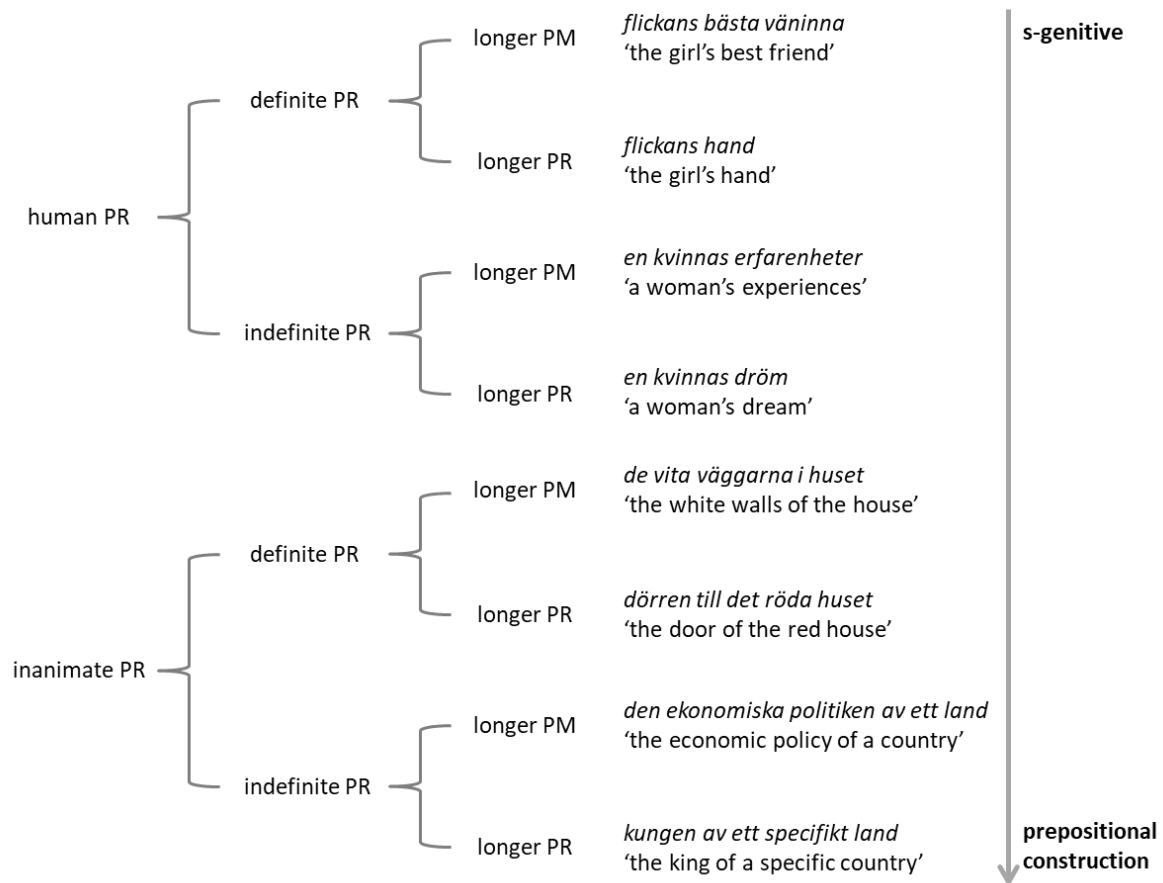 longer PM
flickans bästa väninna
‘the girl’s best friend’
s-genitive
definite PR
longer PR
flickans hand
‘the girl’s hand’
human PR
longer PM
en kvinnas erfarenheter
‘a woman’s experiences’
indefinite PR
longer PR
en kvinnas dröm
‘a woman’s dream’
longer PM
de vita väggarna i huset
‘the white walls of the house’
definite PR
longer PR
dörren till det röda huset
‘the door of the red house’
inanimate PR
longer PM
den ekonomiska politiken av ett land
‘the economic policy of a country’
indefinite PR
longer PR
kungen av ett specifikt land
‘the king of a specific country’
prepositional
construction